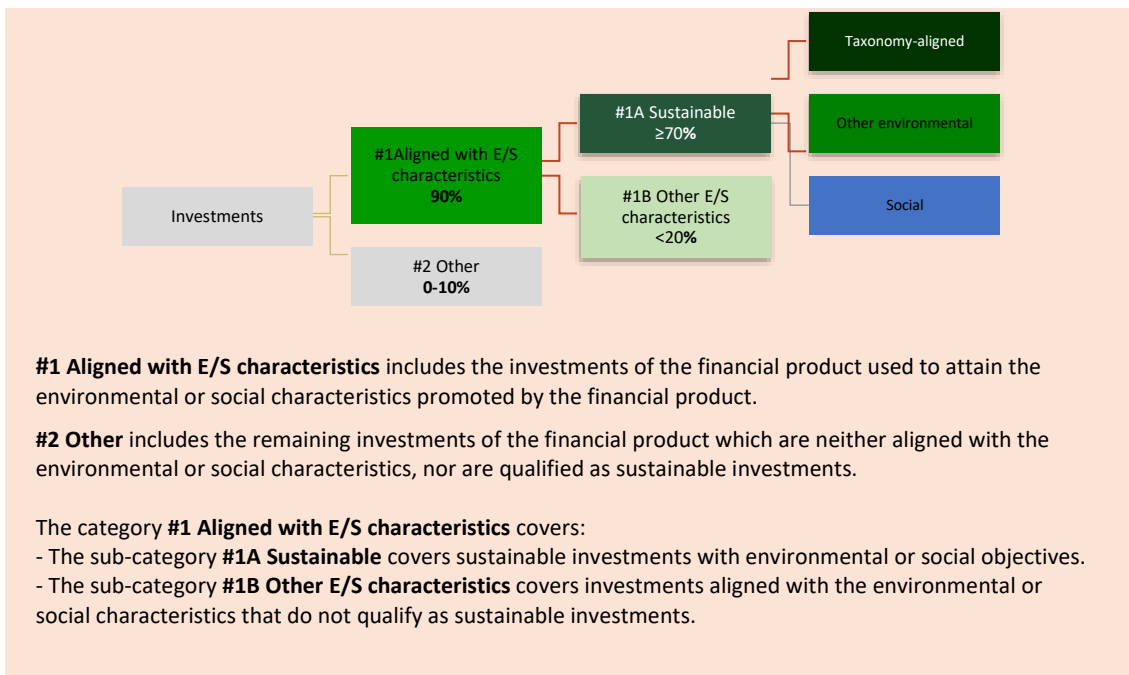 Taxonomy-aligned
#1A Sustainable
≥70%
Other environmental
#1Aligned with E/S
characteristics
90%
Investments
#1B Other E/S
characteristics
<20%
Social
#2 Other
0-10%
#1 Aligned with E/S characteristics includes the investments of the financial product used to attain the
environmental or social characteristics promoted by the financial product.
#2 Other includes the remaining investments of the financial product which are neither aligned with the
environmental or social characteristics, nor are qualified as sustainable investments.
The category #1 Aligned with E/S characteristics covers:
- The sub-category #1A Sustainable covers sustainable investments with environmental or social objectives.
- The sub-category #1B Other E/S characteristics covers investments aligned with the environmental or
social characteristics that do not qualify as sustainable investments.